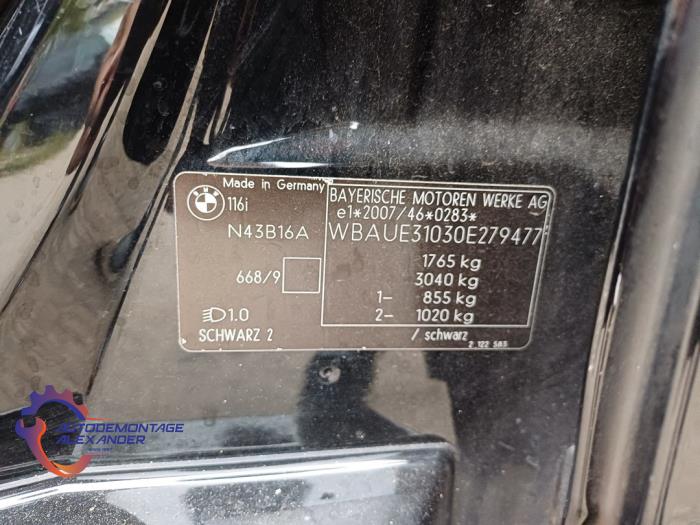 Made in Germany
BMW
116i
N43B16A
668/9
1.0
SCHWARZ 2
BAYERISCHE MOTOREN WERKE AG
e1*2007/46*0283*
WBAUE31030E279477
1765 kg
3040 kg
1- 855 kg
2- 1020 kg
/ schwarz
AUTODEMONTAGE
ALEXANDER